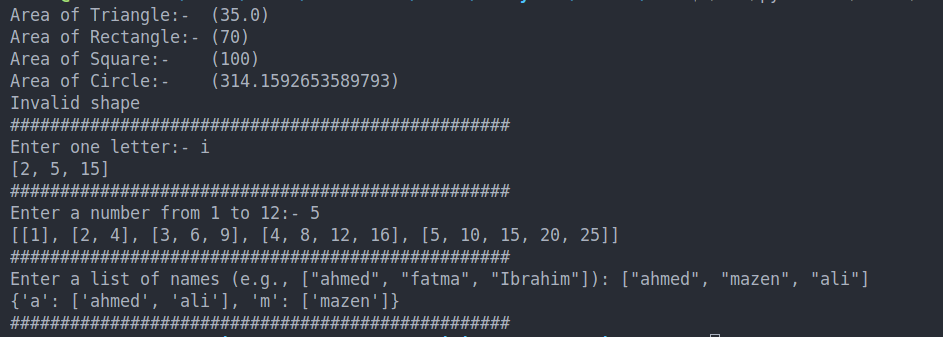 Area of Triangle:-  (35.0)
Area of Rectangle:- (70)
Area of Square:-    (100)
Area of Circle:-    (314.1592653589793)
Invalid shape
##################################################
Enter one letter:- i
[2, 5, 15]
##################################################
Enter a number from 1 to 12:- 5
[[1], [2, 4], [3, 6, 9], [4, 8, 12, 16], [5, 10, 15, 20, 25]]
##################################################
Enter a list of names (e.g., ["ahmed", "fatma", "Ibrahim"]): ["ahmed", "mazen", "ali"]
{'a': ['ahmed', 'ali'], 'm': ['mazen']}
##################################################